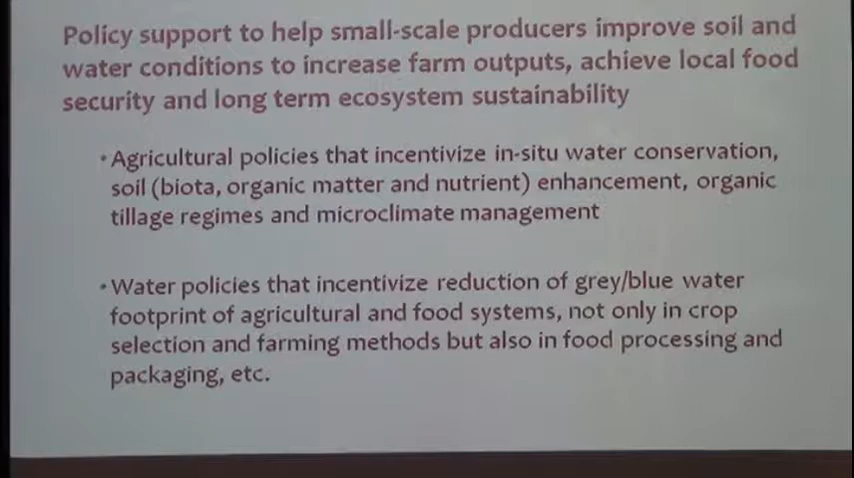 Policy support to help small-scale producers improve soil and
water conditions to increase farm outputs, achieve local food
security and long term ecosystem sustainability
• Agricultural policies that incentivize in-situ water conservation,
soil (biota, organic matter and nutrient) enhancement, organic
tillage regimes and microclimate management
• Water policies that incentivize reduction of grey/blue water
footprint of agricultural and food systems, not only in crop
selection and farming methods but also in food processing and
packaging, etc.